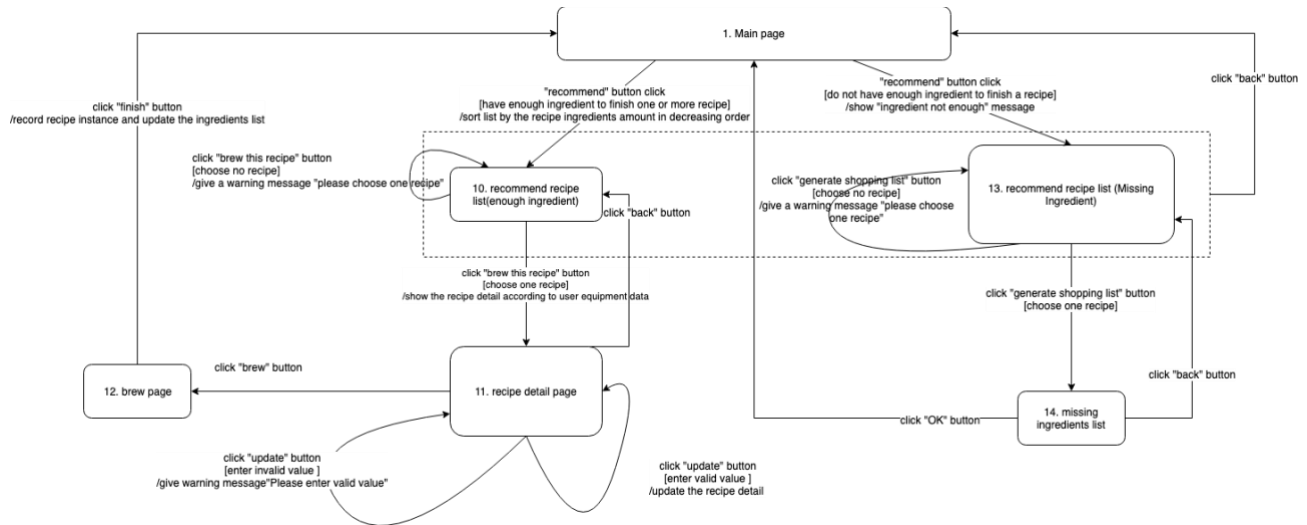 1. Main page
click "back" button
"recommend" button click
[have enough ingredient to finish one or more recipe]
/sort list by the recipe ingredients amount in decreasing order
"recommend" button click
[do not have enough ingredient to finish a recipe]
/show "ingredient not enough" message
click "finish" button
/record recipe instance and update the ingredients list
click "brew this recipe" button
[choose no recipe]
/give a warning message "please choose one recipe"
10. recommend recipe
list(enough ingredient)
click "back" button
click "generate shopping list" button
[choose no recipe]
/give a warning message "please choose
one recipe"
13. recommend recipe list (Missing
Ingredient)
click "brew this recipe" button
[choose one recipe]
/show the recipe detail according to user equipment data
click "generate shopping list" button
[choose one recipe]
click "brew" button
12. brew page
11. recipe detail page
click "back" button
click "OK" button
14. missing
ingredients list
click "update" button
[enter invalid value ]
/give warning message"Please enter valid value"
click "update" button
[enter valid value ]
/update the recipe detail